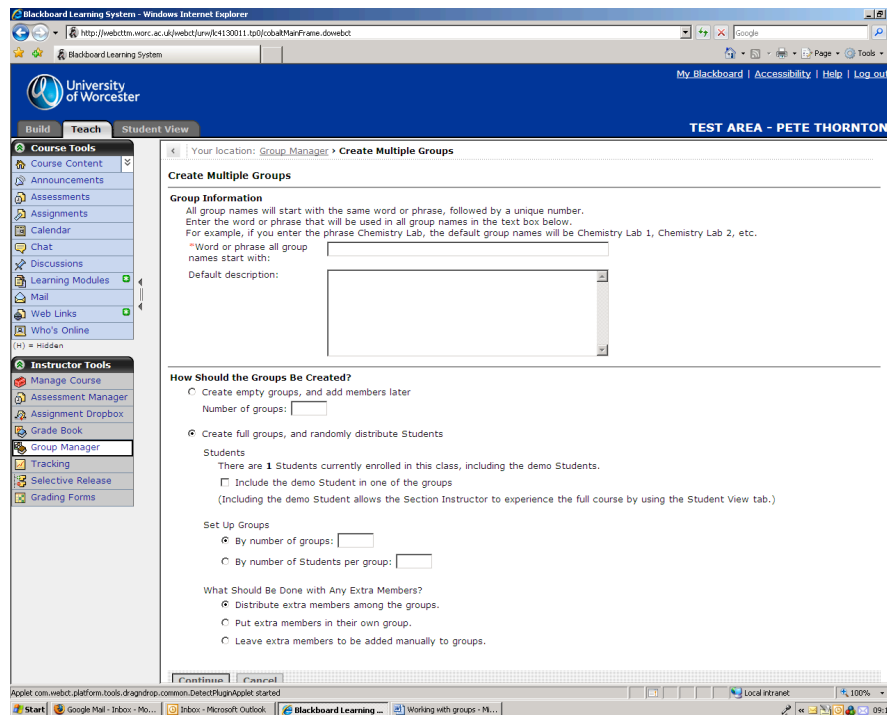 Blackboard Learning System - Windows Internet Explorer
http://webcttm.worc.ac.uk/webct/urw/lc4130011.tp0/cobaltMainFrame.dowebct
Google
Blackboard Learning System
Page
Tools
University of Worcester
My Blackboard | Accessibility | Help | Log out
Build
Teach
Student View
TEST AREA - PETE THORNTON
Course Tools
Course Content
Announcements
Assessments
Assignments
Calendar
Chat
Discussions
Learning Modules
Mail
Web Links
Who's Online
(H) = Hidden
Instructor Tools
Manage Course
Assessment Manager
Assignment Dropbox
Grade Book
Group Manager
Tracking
Selective Release
Grading Forms
Your location: Group Manager › Create Multiple Groups
Create Multiple Groups
Group Information
All group names will start with the same word or phrase, followed by a unique number.
Enter the word or phrase that will be used in all group names in the text box below.
For example, if you enter the phrase Chemistry Lab, the default group names will be Chemistry Lab 1, Chemistry Lab 2, etc.
*Word or phrase all group
names start with:
Default description:
How Should the Groups Be Created?
Create empty groups, and add members later
Number of groups:
Create full groups, and randomly distribute Students
Students
There are 1 Students currently enrolled in this class, including the demo Students.
Include the demo Student in one of the groups
(Including the demo Student allows the Section Instructor to experience the full course by using the Student View tab.)
Set Up Groups
By number of groups:
By number of Students per group:
What Should Be Done with Any Extra Members?
Distribute extra members among the groups.
Put extra members in their own group.
Leave extra members to be added manually to groups.
Continue
Cancel
Applet com.webct.platform.tools.dragndrop.common.DetectPluginApplet started
Local intranet
100%
Start
Google Mail - Inbox - Mo...
Inbox - Microsoft Outlook
Blackboard Learning ...
Working with groups - Mi...
09:1